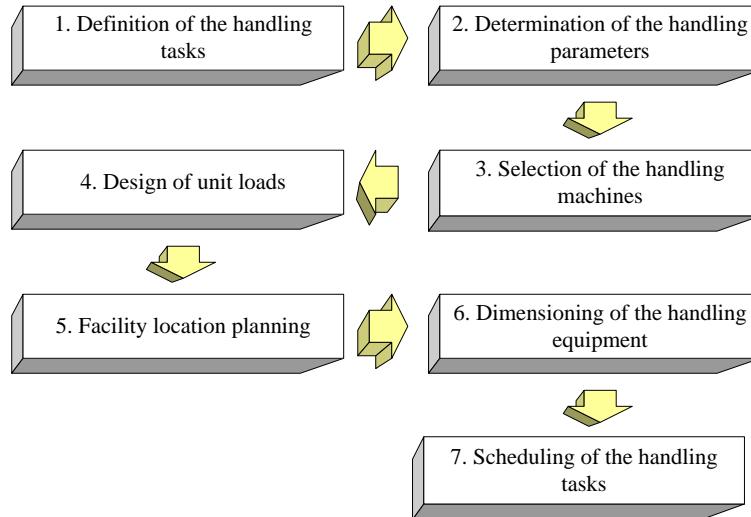 1. Definition of the handling
tasks
2. Determination of the handling
parameters
3. Selection of the handling
machines
4. Design of unit loads
5. Facility location planning
6. Dimensioning of the handling
equipment
7. Scheduling of the handling
tasks